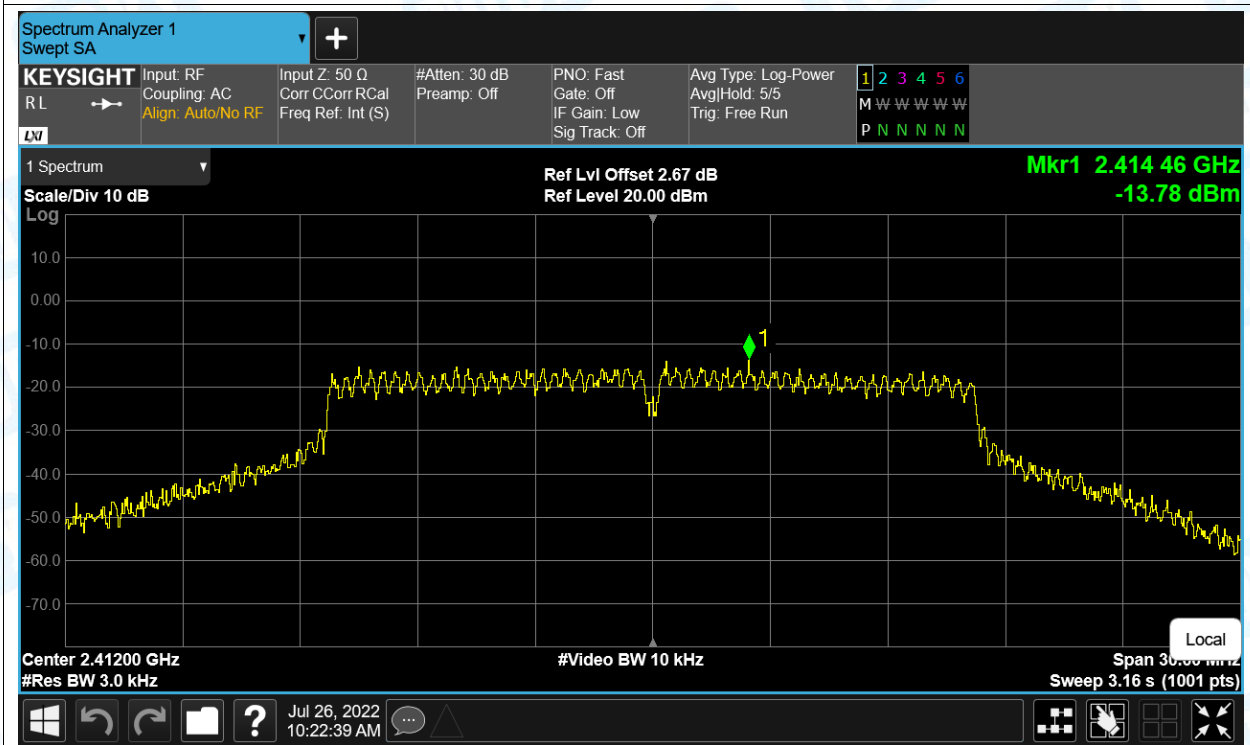 Spectrum Analyzer 1
Swept SA
+
KEYSIGHT
R L
LXI
Input: RF
Coupling: AC
Align: Auto/No RF
Input Z: 50 Ω
Corr CCorr RCal
Freq Ref: Int (S)
#Atten: 30 dB
Preamp: Off
PNO: Fast
Gate: Off
IF Gain: Low
Sig Track: Off
Avg Type: Log-Power
Avg|Hold: 5/5
Trig: Free Run
1 2 3 4 5 6
M W W W W W
P N N N N N
1 Spectrum
Scale/Div 10 dB
Log
Ref Lvl Offset 2.67 dB
Ref Level 20.00 dBm
Mkr1 2.414 46 GHz
-13.78 dBm
10.0
0.00
-10.0
-20.0
-30.0
-40.0
-50.0
-60.0
-70.0
1
Local
Center 2.41200 GHz
#Video BW 10 kHz
Span
#Res BW 3.0 kHz
Sweep 3.16 s (1001 pts)
?
Jul 26, 2022
10:22:39 AM